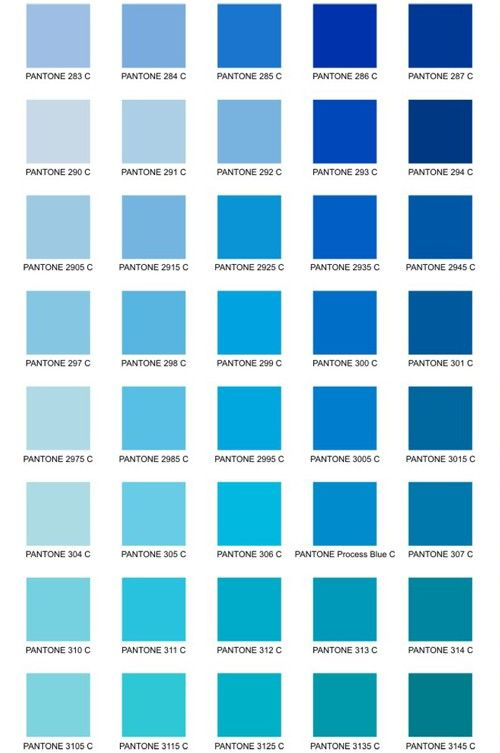 PANTONE 283 C PANTONE 284 C PANTONE 285 C PANTONE 286 C PANTONE 287 C
PANTONE 290 C PANTONE 291 C PANTONE 292 C PANTONE 293 C PANTONE 294 C
PANTONE 2905 C PANTONE 2915 C PANTONE 2925 C PANTONE 2935 C PANTONE 2945 C
PANTONE 297 C PANTONE 298 C PANTONE 299 C PANTONE 300 C PANTONE 301 C
PANTONE 2975 C PANTONE 2985 C PANTONE 2995 C PANTONE 3005 C PANTONE 3015 C
PANTONE 304 C PANTONE 305 C PANTONE 306 C PANTONE Process Blue C PANTONE 307 C
PANTONE 310 C PANTONE 311 C PANTONE 312 C PANTONE 313 C PANTONE 314 C
PANTONE 3105 C PANTONE 3115 C PANTONE 3125 C PANTONE 3135 C PANTONE 3145 C